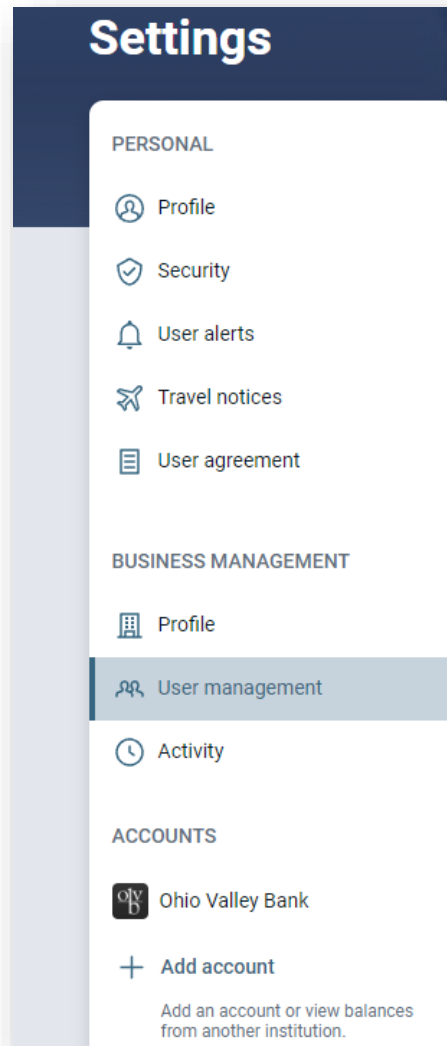 Settings
PERSONAL
Profile
Security
User alerts
Travel notices
User agreement
BUSINESS MANAGEMENT
Profile
User management
Activity
ACCOUNTS
ovb
Ohio Valley Bank
Add account
Add an account or view balances
from another institution.